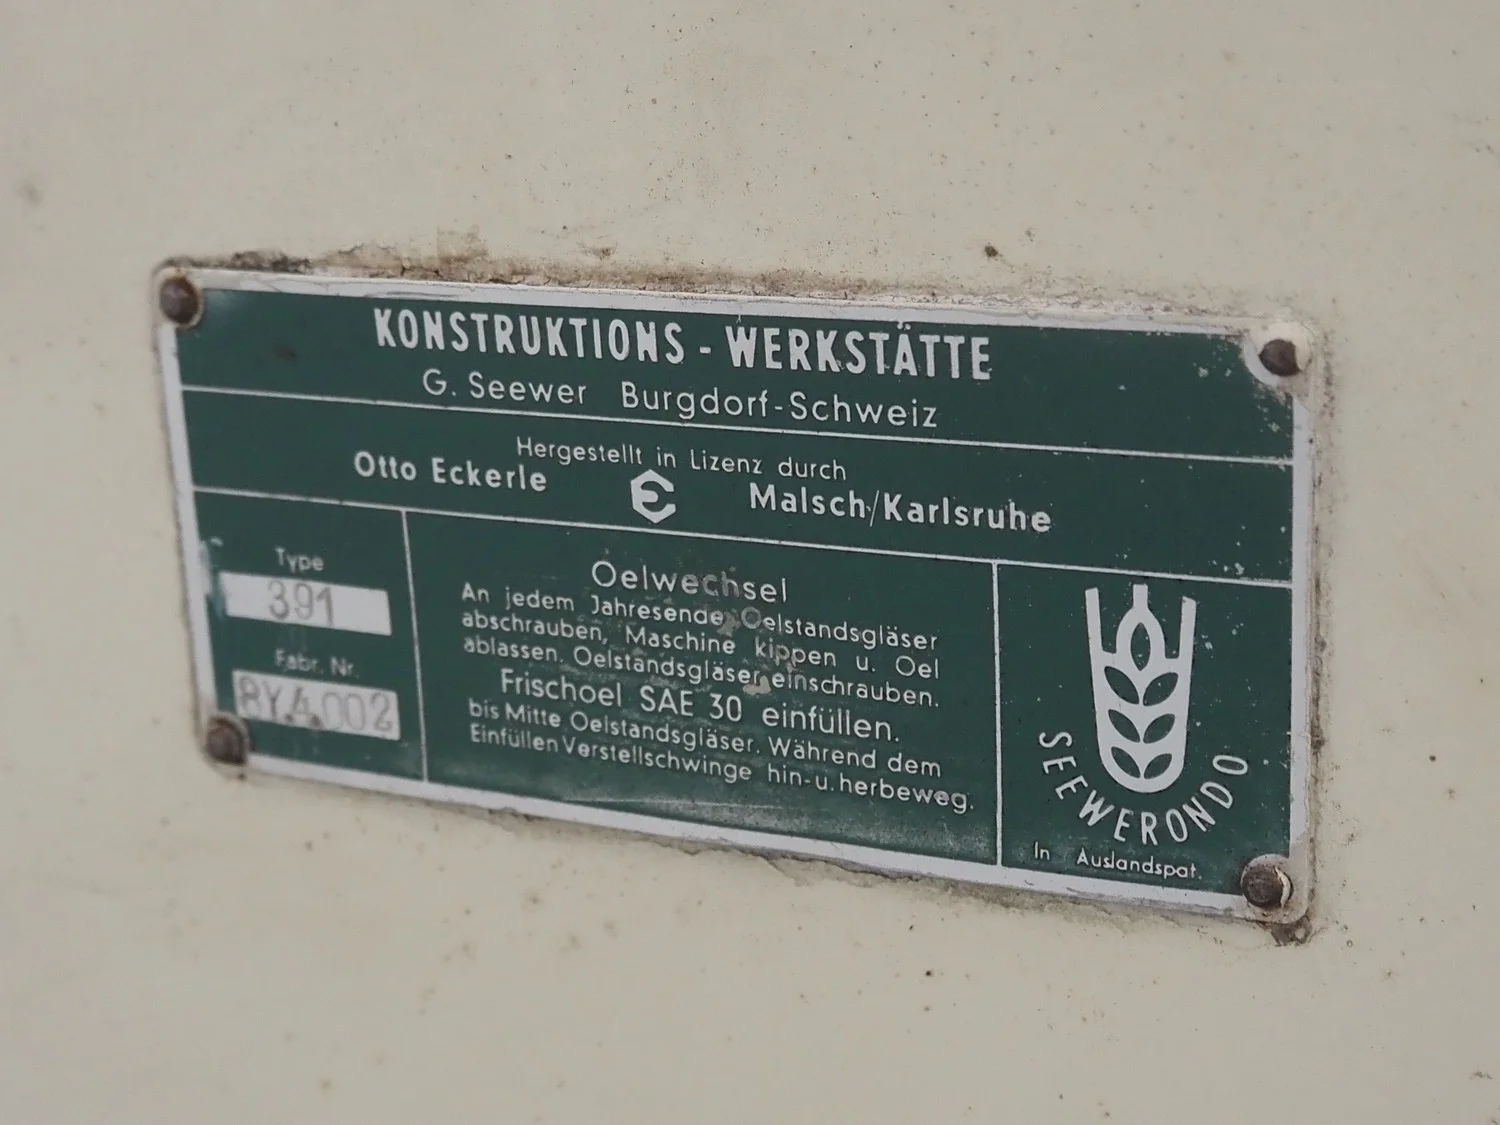 KONSTRUKTIONS - WERKSTÄTTE
G. Seewer Burgdorf-Schweiz
Hergestellt in Lizenz durch
Otto Eckerle E Malsch/Karlsruhe
Type
391
Fabr. Nr.
8Y.4.002
Oelwechsel
An jedem Jahresende Oelstandsgläser
abschrauben, Maschine kippen u. Oel
ablassen. Oelstandsgläser einschrauben.
Frischoel SAE 30 einfüllen.
bis Mitte Oelstandsgläser. Während dem
Einfüllen Verstellschwinge hin-u.herbeweg.
SEEWERONDO
In Auslandspat.